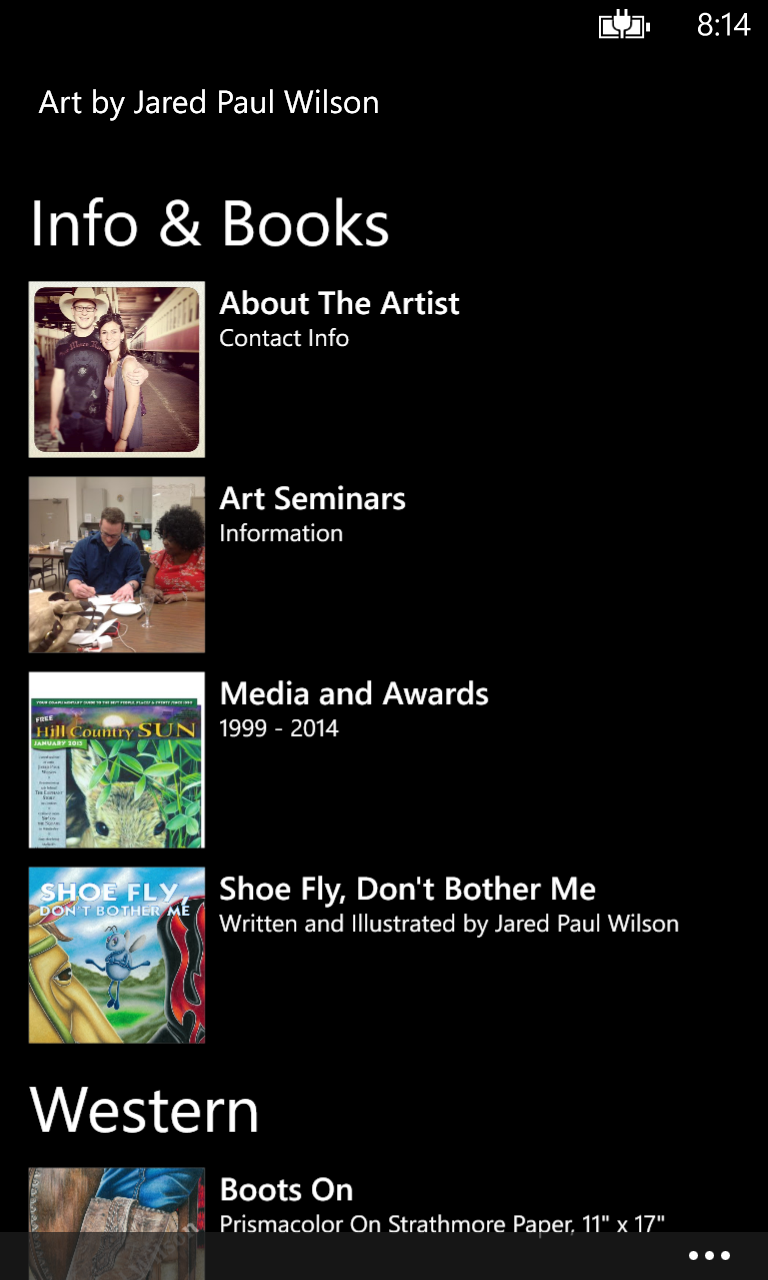 8:14
Art by Jared Paul Wilson
Info & Books
About The Artist
Contact Info
Art Seminars
Information
FREE
Hill Country SUN
JANUARY 2013
Media and Awards
1999 - 2014
SHOE FLY,
DON'T BOTHER ME
Shoe Fly, Don't Bother Me
Written and Illustrated by Jared Paul Wilson
Western
Boots On
Prismacolor On Strathmore Paper, 11" x 17"